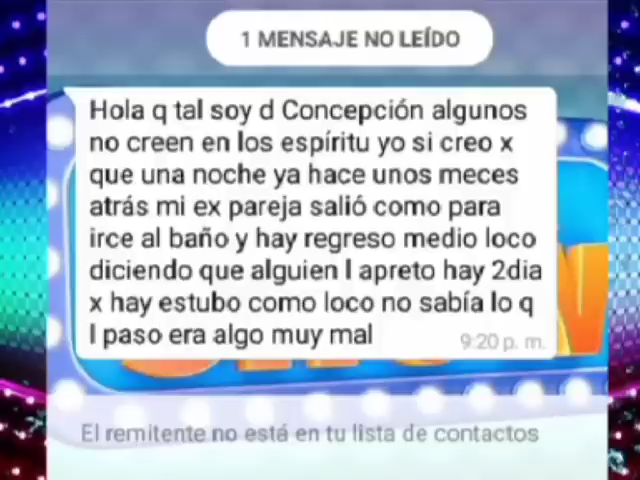 1 MENSAJE NO LEÍDO
Hola q tal soy d Concepción algunos
no creen en los espíritu yo si creo x
que una noche ya hace unos meces
atrás mi ex pareja salió como para
irce al baño y hay regreso medio loco
diciendo que alguien l apreto hay 2dia
x hay estubo como loco no sabía lo q
l paso era algo muy mal
9:20 p. m.
El remitente no está en tu lista de contactos